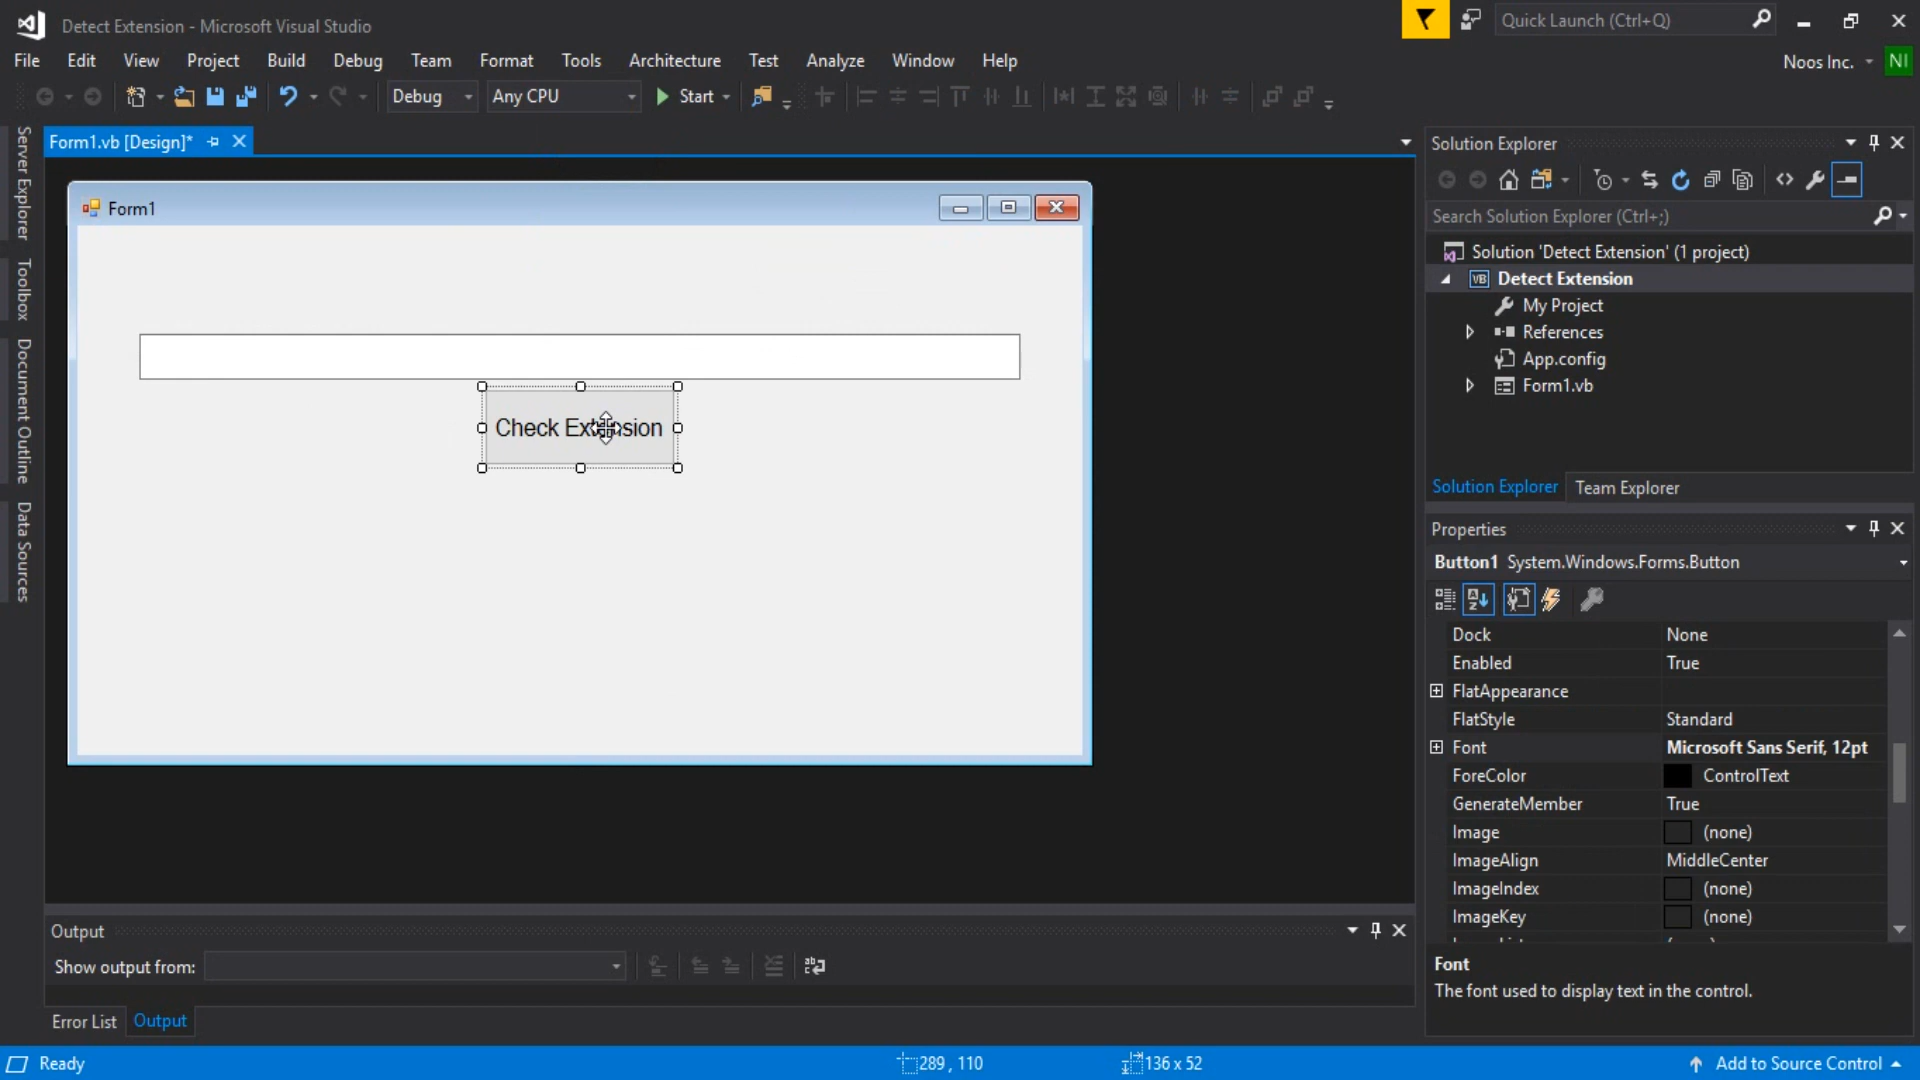 Detect Extension - Microsoft Visual Studio
Quick Launch (Ctrl+Q)
File Edit View Project Build Debug Team Format Tools Architecture Test Analyze Window Help
Noos Inc. NI
Debug Any CPU Start
Server Explorer
Toolbox
Document Outline
Data Sources
Form1.vb [Design]*
Form1
Check Extension
Solution Explorer
Search Solution Explorer (Ctrl+;)
Solution 'Detect Extension' (1 project)
VB Detect Extension
My Project
References
App.config
Form1.vb
Solution Explorer Team Explorer
Properties
Button1 System.Windows.Forms.Button
Dock None
Enabled True
FlatAppearance
FlatStyle Standard
Font Microsoft Sans Serif, 12pt
ForeColor ControlText
GenerateMember True
Image (none)
ImageAlign MiddleCenter
ImageIndex (none)
ImageKey (none)
Font
The font used to display text in the control.
Output
Show output from:
Error List Output
Ready
289 , 110
136 x 52
Add to Source Control